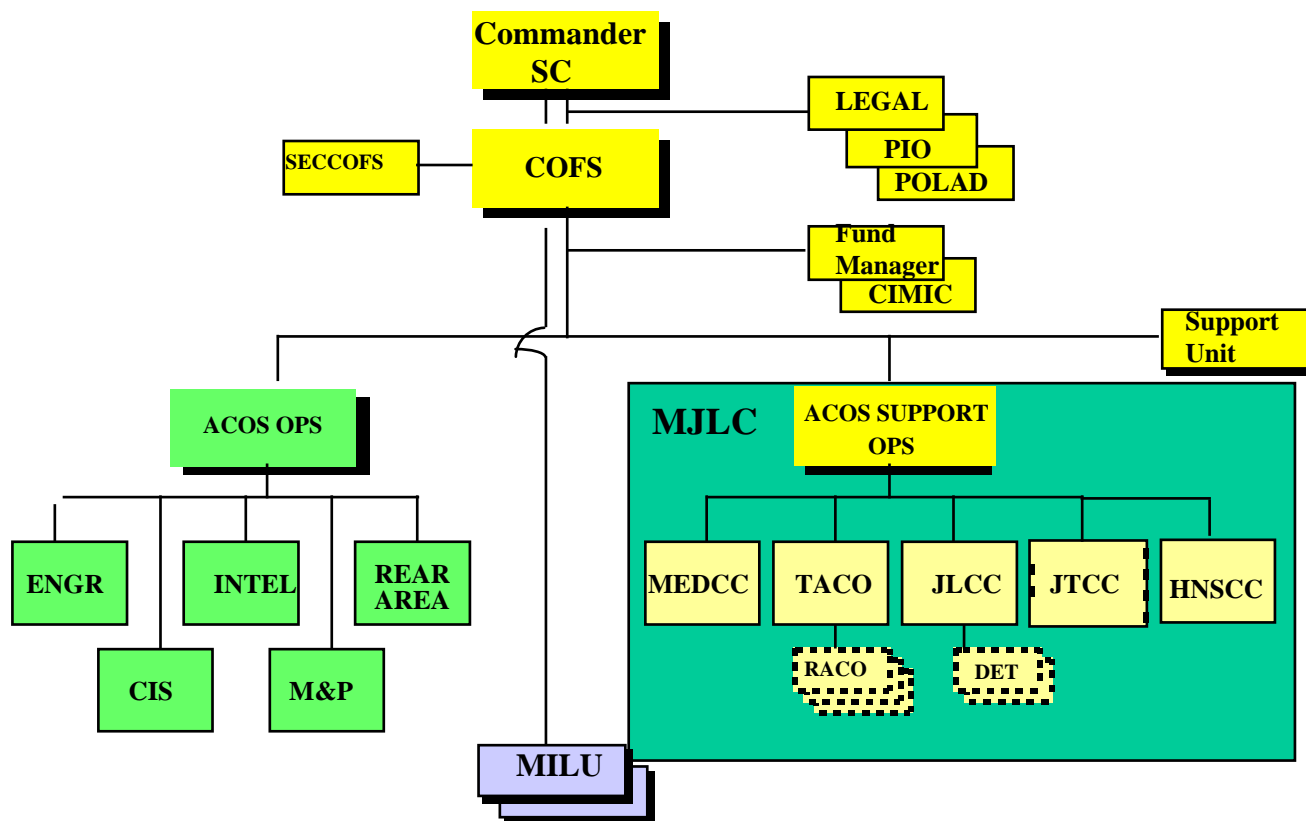 Commander
SC
LEGAL
PIO
POLAD
SECCOFS
COFS
Fund
Manager
CIMIC
Support
Unit
ACOS OPS
MJLC
ACOS SUPPORT
OPS
ENGR
INTEL
REAR
AREA
CIS
M&P
MEDCC
TACO
JLCC
JTCC
HNSCC
RACO
DET
MILU